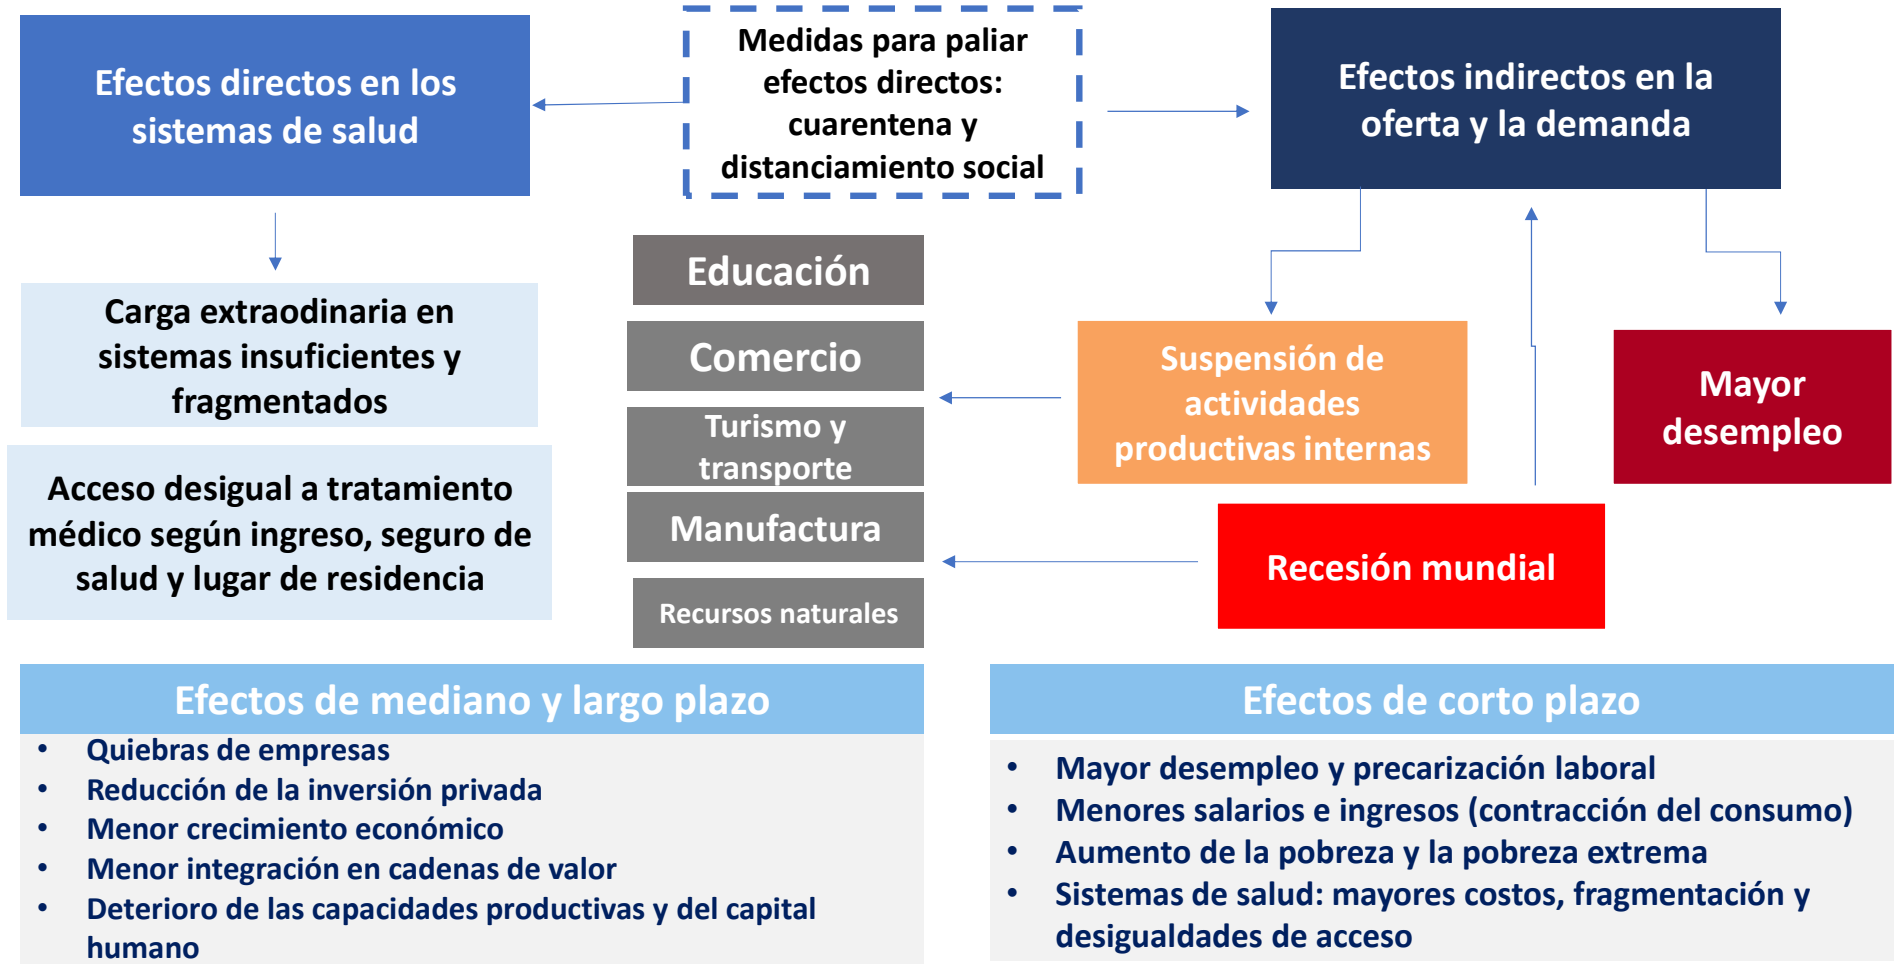 Efectos directos en los
sistemas de salud
Medidas para paliar
efectos directos:
cuarentena y
distanciamiento social
Efectos indirectos en la
oferta y la demanda
Carga extraodinaria en
sistemas insuficientes y
fragmentados
Acceso desigual a tratamiento
médico según ingreso, seguro de
salud y lugar de residencia
Educación
Comercio
Turismo y
transporte
Manufactura
Recursos naturales
Suspensión de
actividades
productivas internas
Mayor
desempleo
Recesión mundial
Efectos de mediano y largo plazo
• Quiebras de empresas
• Reducción de la inversión privada
• Menor crecimiento económico
• Menor integración en cadenas de valor
• Deterioro de las capacidades productivas y del capital
humano
Efectos de corto plazo
• Mayor desempleo y precarización laboral
• Menores salarios e ingresos (contracción del consumo)
• Aumento de la pobreza y la pobreza extrema
• Sistemas de salud: mayores costos, fragmentación y
desigualdades de acceso